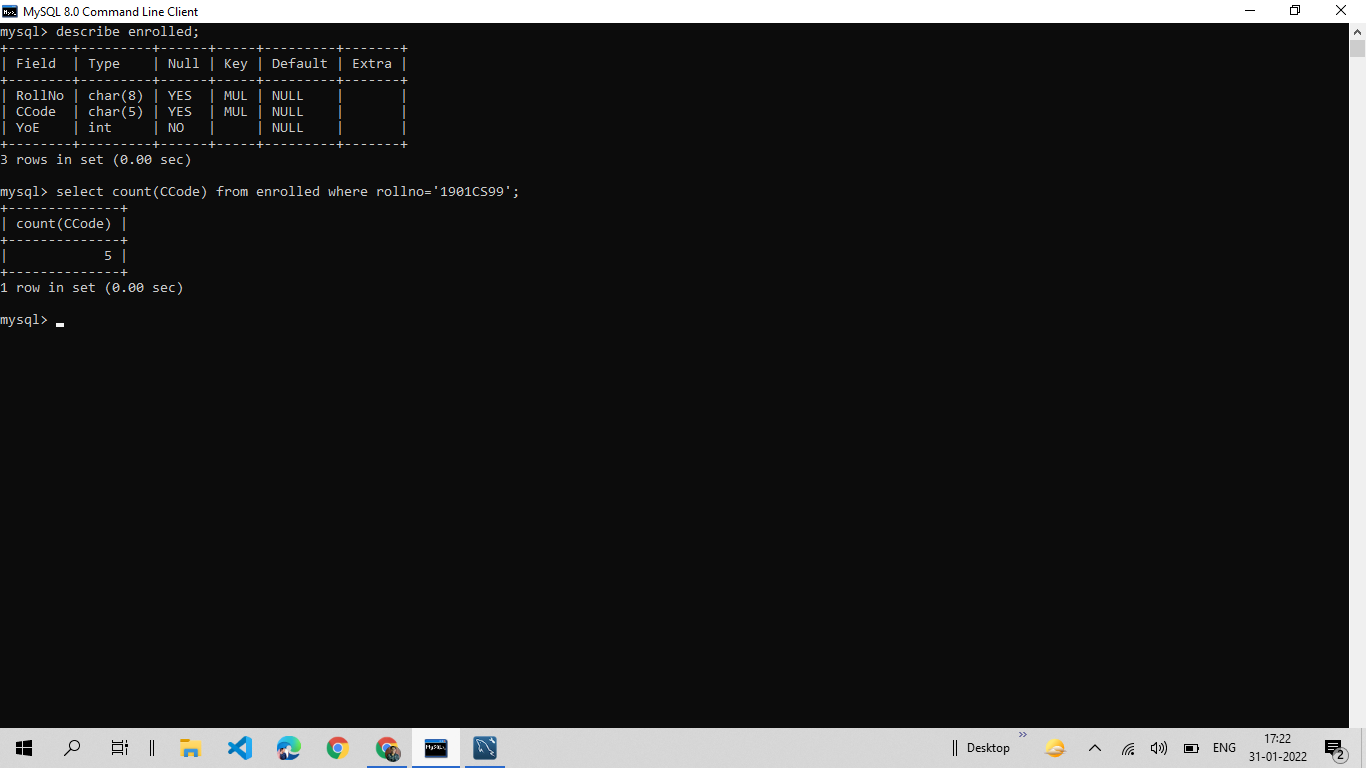 MySQL 8.0 Command Line Client
mysql> describe enrolled;
+--------+---------+------+-----+---------+-------+
| Field  | Type    | Null | Key | Default | Extra |
+--------+---------+------+-----+---------+-------+
| RollNo | char(8) | YES  | MUL | NULL    |       |
| CCode  | char(5) | YES  | MUL | NULL    |       |
| YoE    | int     | NO   |     | NULL    |       |
+--------+---------+------+-----+---------+-------+
3 rows in set (0.00 sec)
mysql> select count(CCode) from enrolled where rollno='1901CS99';
+--------------+
| count(CCode) |
+--------------+
|            5 |
+--------------+
1 row in set (0.00 sec)
mysql>
Desktop
ENG
17:22
31-01-2022
2